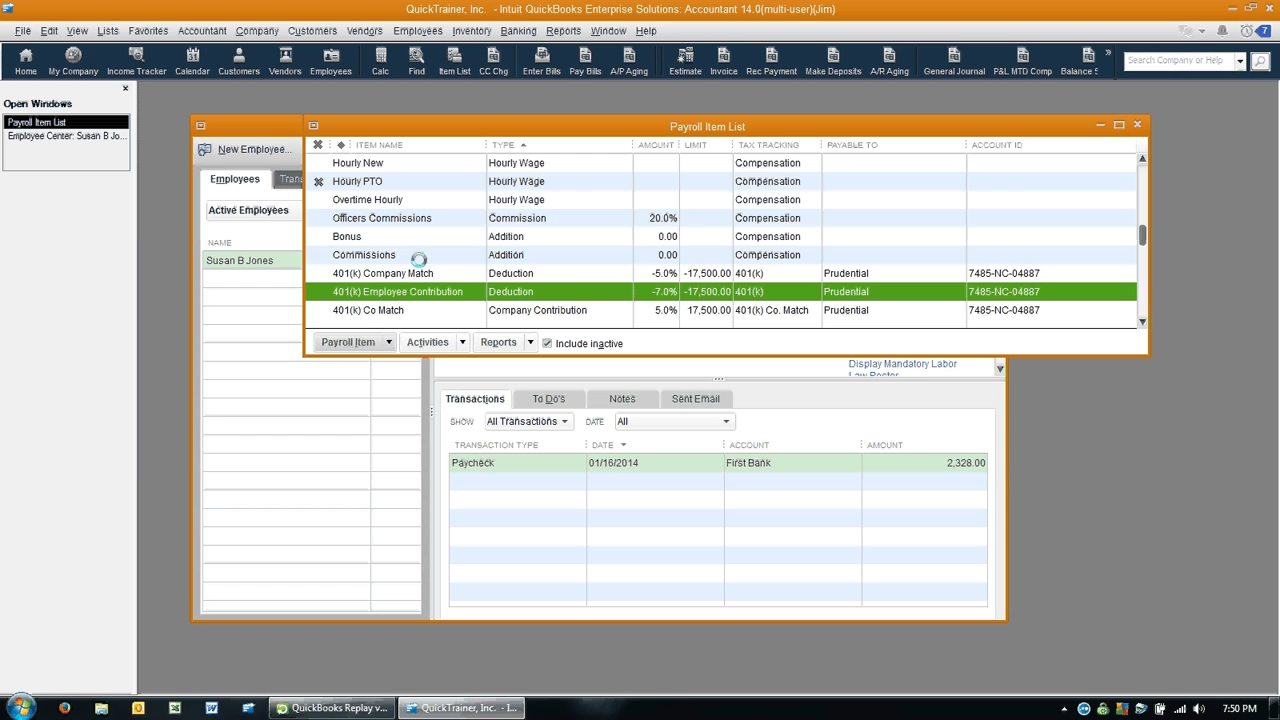 QuickTrainer, Inc. - Intuit QuickBooks Enterprise Solutions: Accountant 14.0(multi-user)(Jim)
File Edit View Lists Favorites Accountant Company Customers Vendors Employees Inventory Banking Reports Window Help 7
Home My Company Income Tracker Calendar Customers Vendors Employees Calc Find Item List CC Chg Enter Bills Pay Bills A/P Aging Estimate Invoice Rec Payment Make Deposits A/R Aging General Journal P&L MTD Comp Balance S » Search Company or Help
Open Windows
Payroll Item List
Employee Center: Susan B Jo...
Payroll Item List
New Employee...
Employees Trans
Active Employees
NAME
Susan B Jones
ITEM NAME TYPE AMOUNT LIMIT TAX TRACKING PAYABLE TO ACCOUNT ID
Hourly New Hourly Wage Compensation
Hourly PTO Hourly Wage Compensation
Overtime Hourly Hourly Wage Compensation
Officers Commissions Commission 20.0% Compensation
Bonus Addition 0.00 Compensation
Commissions Addition 0.00 Compensation
401(k) Company Match Deduction -5.0% -17,500.00 401(k) Prudential 7485-NC-04887
401(k) Employee Contribution Deduction -7.0% -17,500.00 401(k) Prudential 7485-NC-04887
401(k) Co Match Company Contribution 5.0% 17,500.00 401(k) Co. Match Prudential 7485-NC-04887
Payroll Item Activities Reports Include inactive
Display Mandatory Labor
Law Poster
Transactions To Do's Notes Sent Email
SHOW All Transactions DATE All
TRANSACTION TYPE DATE ACCOUNT AMOUNT
Paycheck 01/16/2014 First Bank 2,328.00
QuickBooks Replay v... QuickTrainer, Inc. - I... 7:50 PM